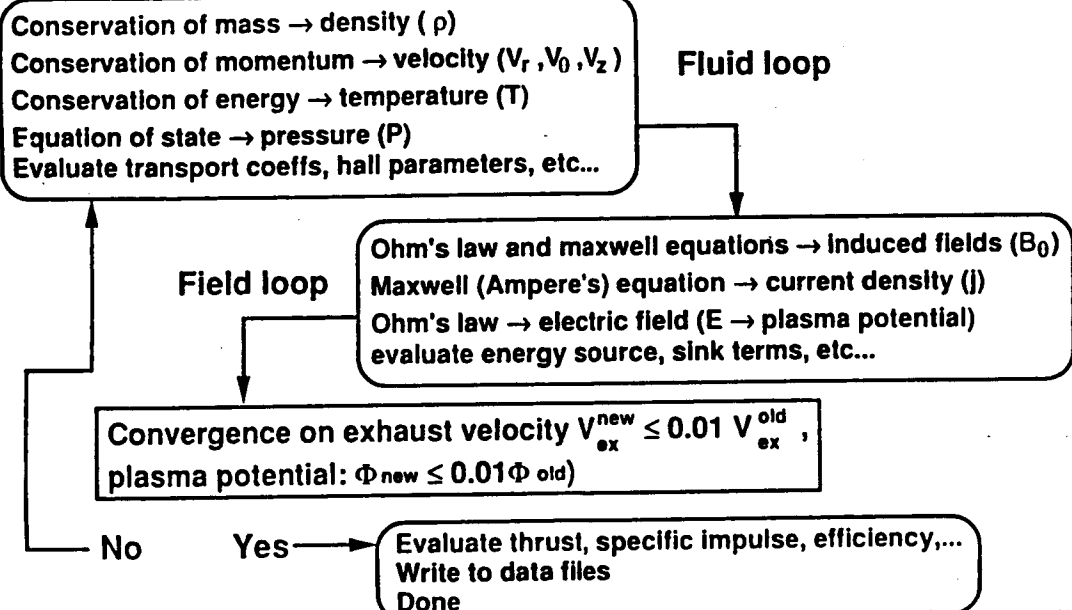 Conservation of mass → density ( ρ)
Conservation of momentum → velocity (V_r ,V_0 ,V_z )
Conservation of energy → temperature (T)
Equation of state → pressure (P)
Evaluate transport coeffs, hall parameters, etc...
Fluid loop
Ohm's law and maxwell equations → induced fields (B_0)
Maxwell (Ampere's) equation → current density (j)
Ohm's law → electric field (E → plasma potential)
evaluate energy source, sink terms, etc...
Field loop
Convergence on exhaust velocity V_ex^new ≤ 0.01 V_ex^old ,
plasma potential: Φ new ≤ 0.01Φ old)
No
Yes
Evaluate thrust, specific impulse, efficiency,...
Write to data files
Done